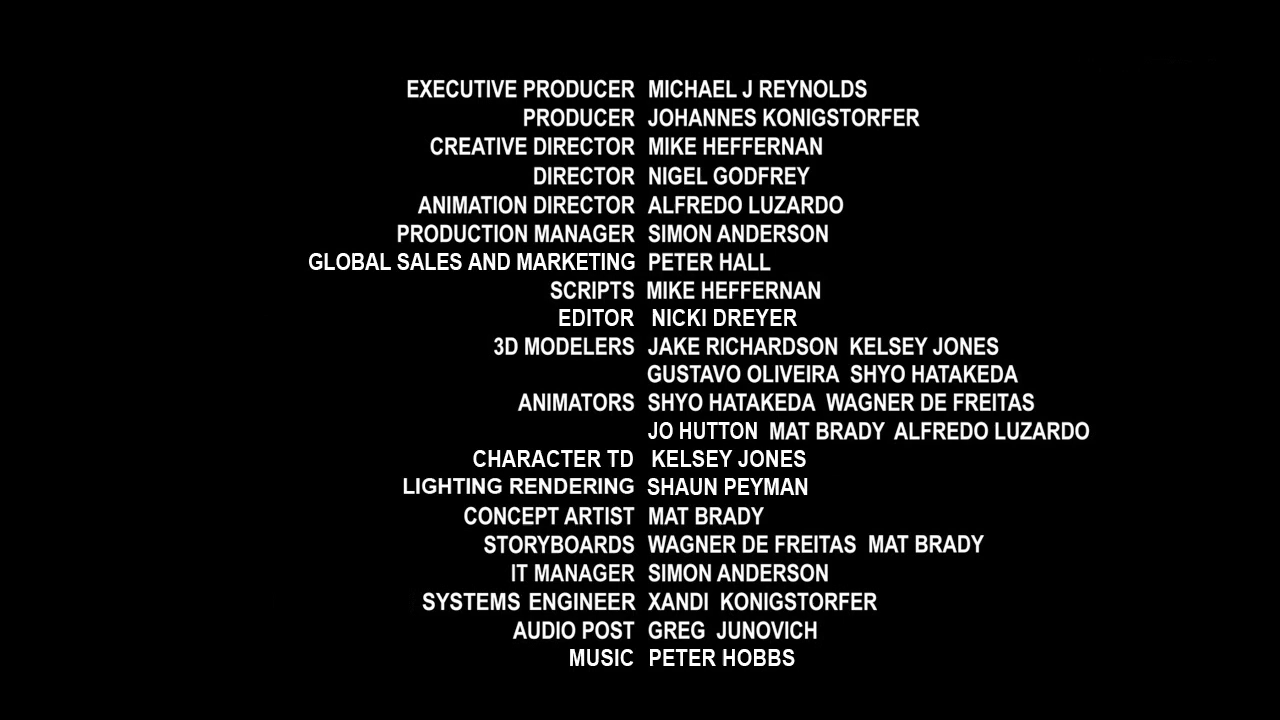 EXECUTIVE PRODUCER MICHAEL J REYNOLDS
PRODUCER JOHANNES KONIGSTORFER
CREATIVE DIRECTOR MIKE HEFFERNAN
DIRECTOR NIGEL GODFREY
ANIMATION DIRECTOR ALFREDO LUZARDO
PRODUCTION MANAGER SIMON ANDERSON
GLOBAL SALES AND MARKETING PETER HALL
SCRIPTS MIKE HEFFERNAN
EDITOR NICKI DREYER
3D MODELERS JAKE RICHARDSON KELSEY JONES
GUSTAVO OLIVEIRA SHYO HATAKEDA
ANIMATORS SHYO HATAKEDA WAGNER DE FREITAS
JO HUTTON MAT BRADY ALFREDO LUZARDO
CHARACTER TD KELSEY JONES
LIGHTING RENDERING SHAUN PEYMAN
CONCEPT ARTIST MAT BRADY
STORYBOARDS WAGNER DE FREITAS MAT BRADY
IT MANAGER SIMON ANDERSON
SYSTEMS ENGINEER XANDI KONIGSTORFER
AUDIO POST GREG JUNOVICH
MUSIC PETER HOBBS